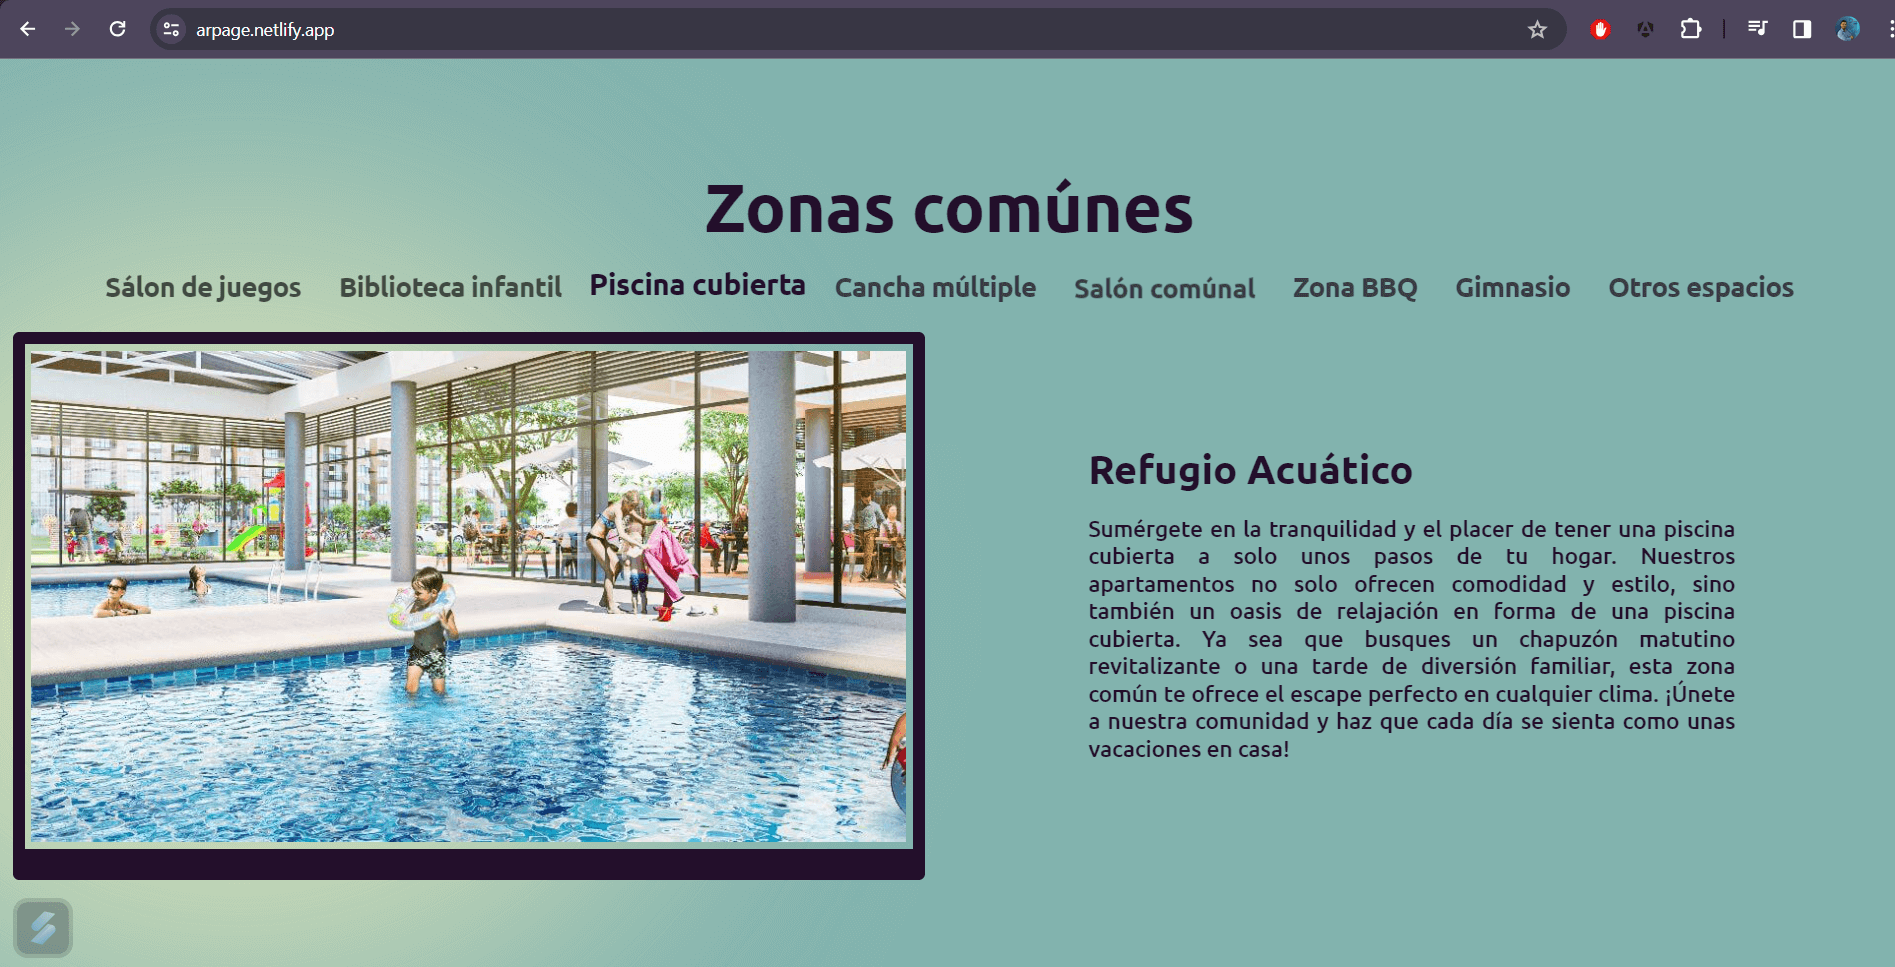 arpage.netlify.app
Zonas comúnes
Sálon de juegos Biblioteca infantil Piscina cubierta Cancha múltiple Salón comúnal Zona BBQ Gimnasio Otros espacios
Refugio Acuático
Sumérgete en la tranquilidad y el placer de tener una piscina
cubierta a solo unos pasos de tu hogar. Nuestros
apartamentos no solo ofrecen comodidad y estilo, sino
también un oasis de relajación en forma de una piscina
cubierta. Ya sea que busques un chapuzón matutino
revitalizante o una tarde de diversión familiar, esta zona
común te ofrece el escape perfecto en cualquier clima. ¡Únete
a nuestra comunidad y haz que cada día se sienta como unas
vacaciones en casa!